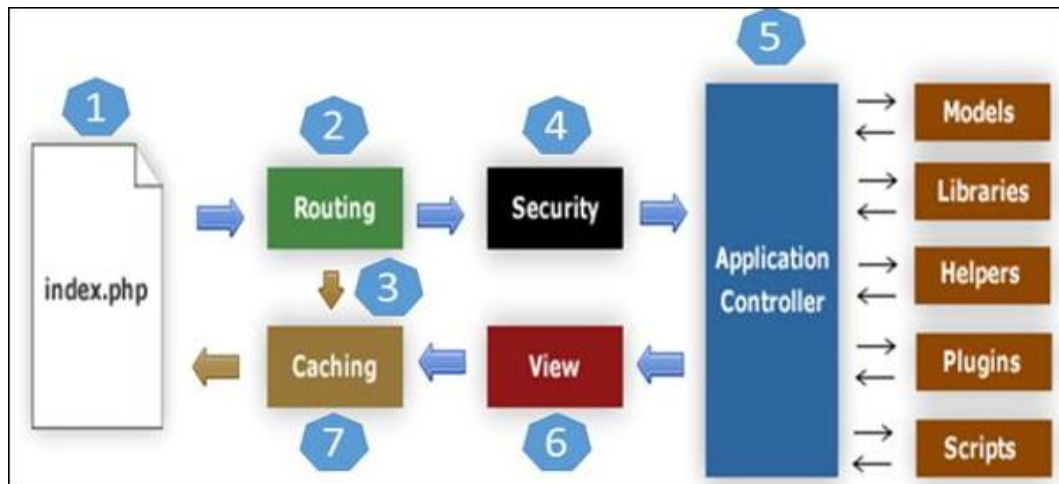 1
2
4
5
index.php
Routing
Security
Application
Controller
Models
Libraries
Helpers
Plugins
Scripts
3
Caching
View
7
6